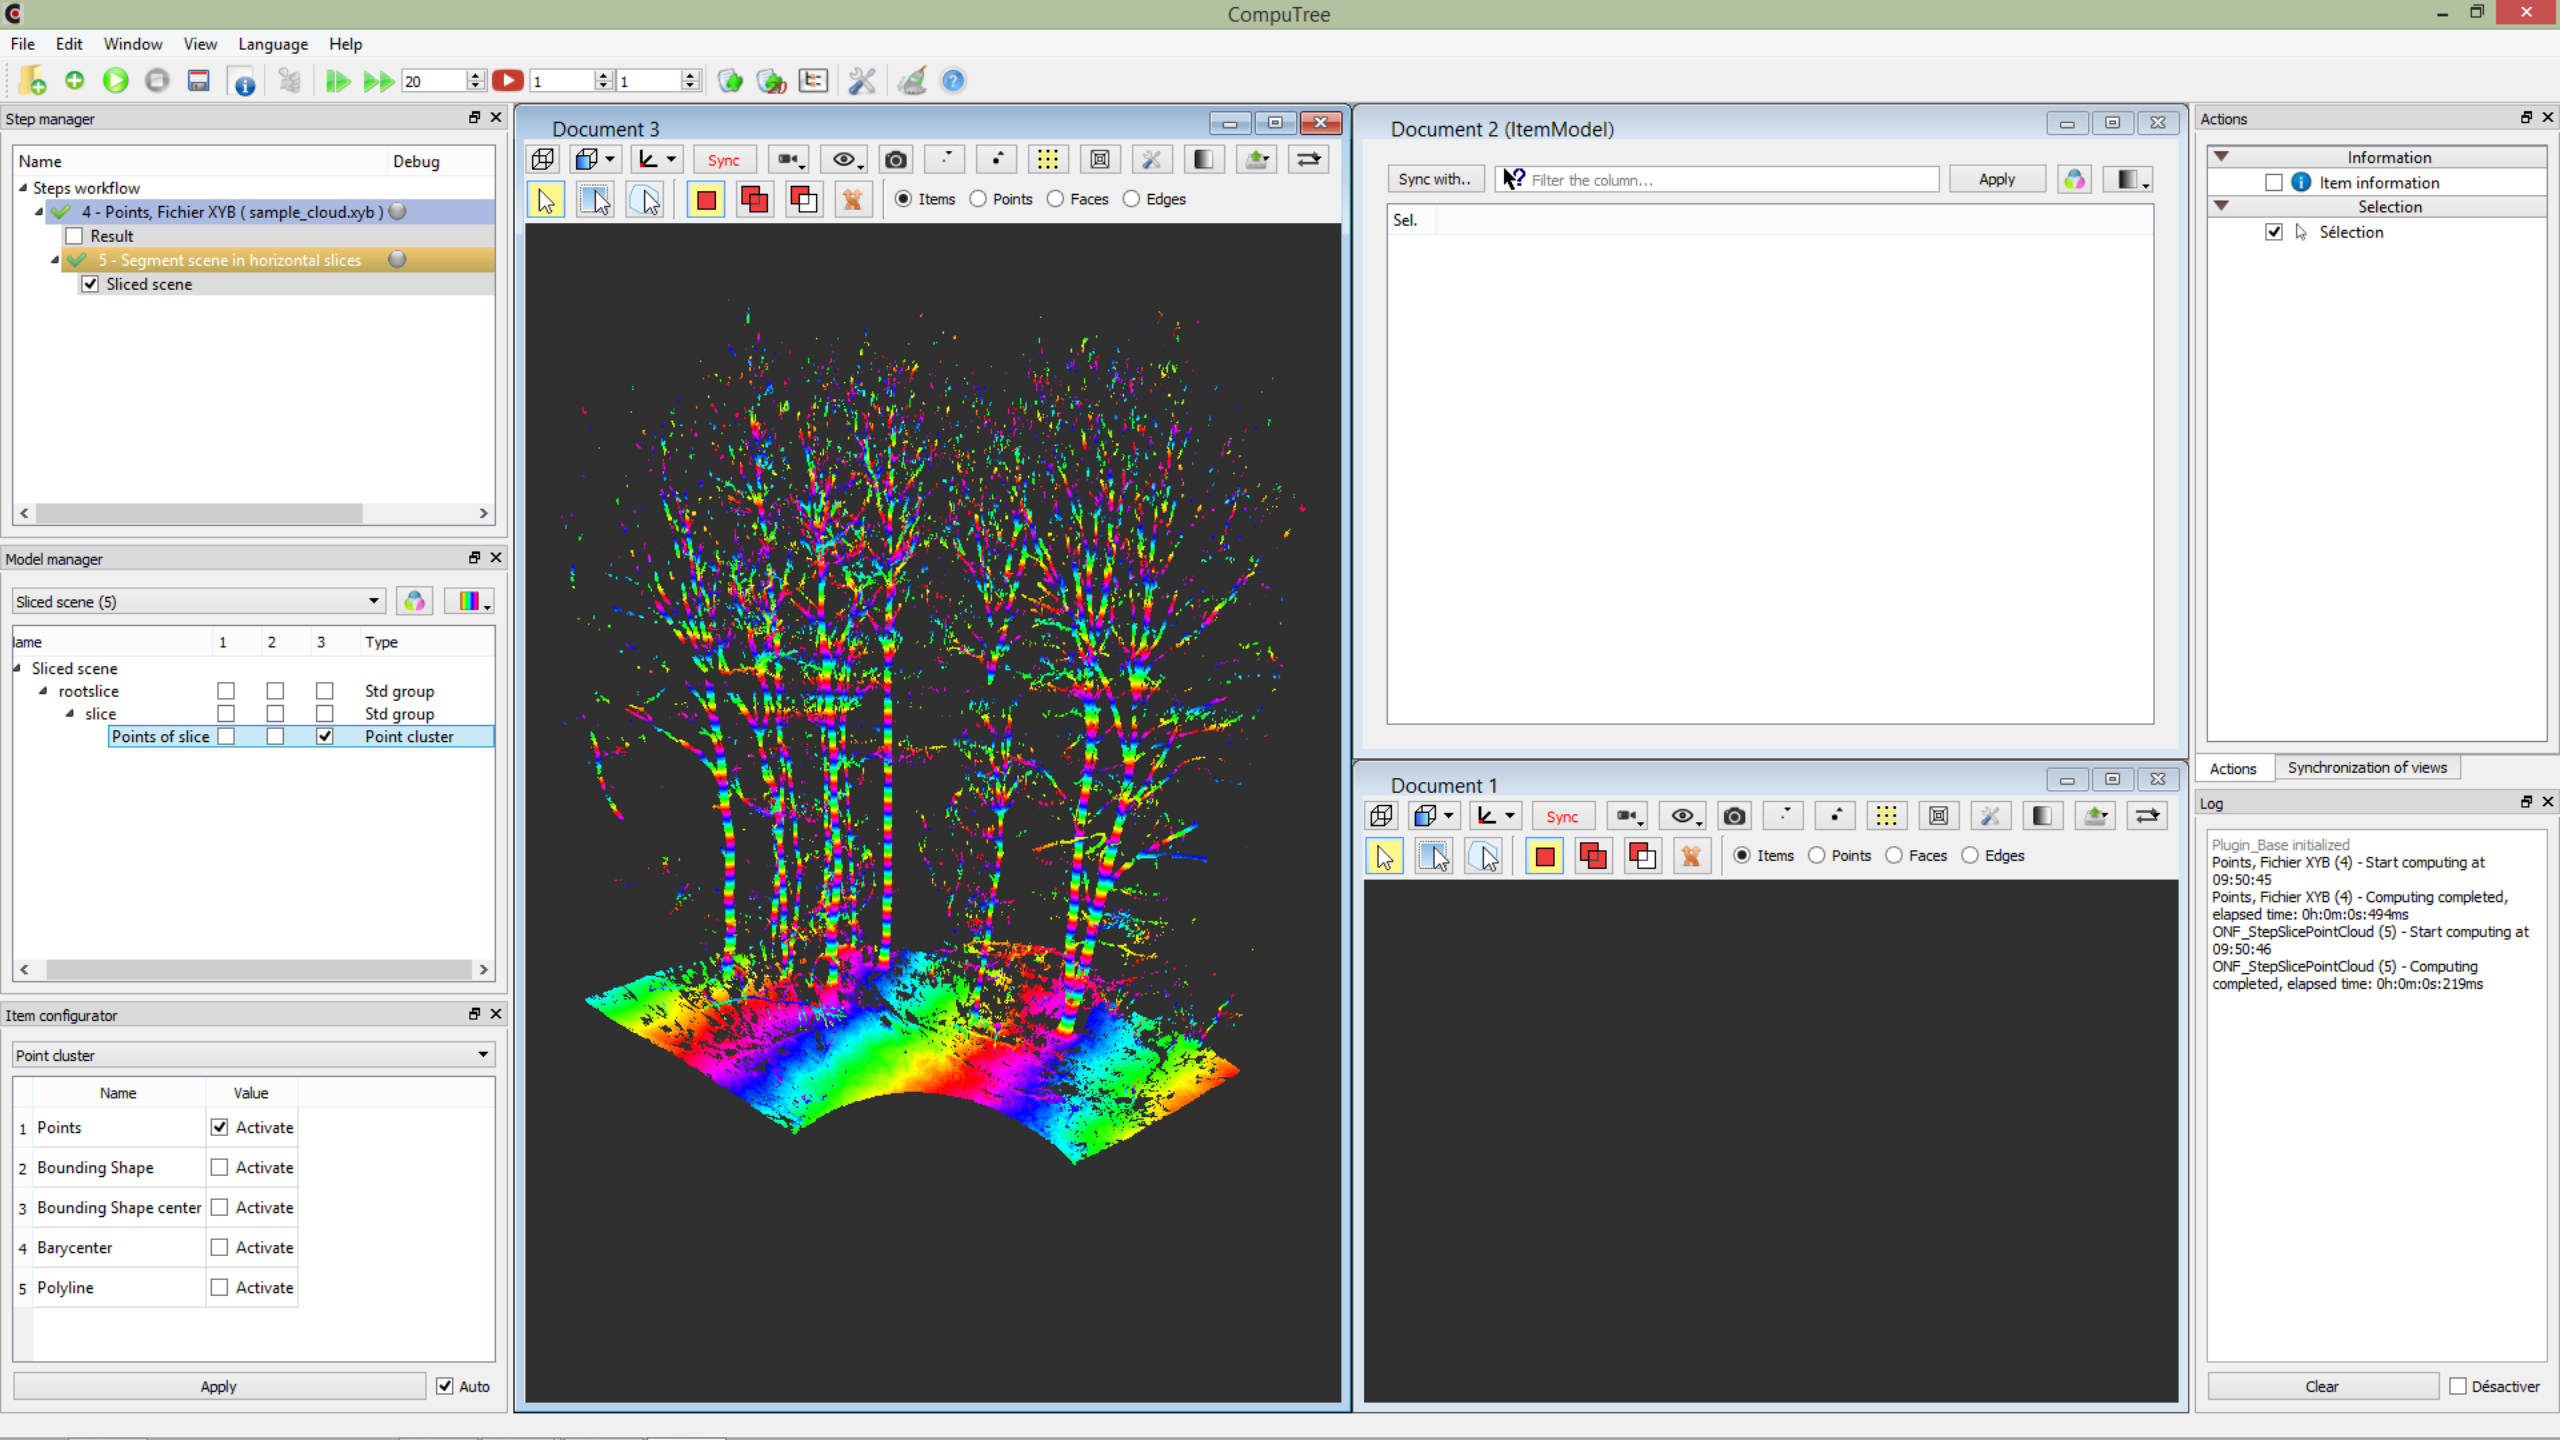 CompuTree
File Edit Window View Language Help
20 1 1
Step manager
Name Debug
Steps workflow
4 - Points, Fichier XYB ( sample_cloud.xyb )
Result
5 - Segment scene in horizontal slices
Sliced scene
Model manager
Sliced scene (5)
1 2 3 Type
Sliced scene
rootslice Std group
slice Std group
Points of slice Point cluster
Item configurator
Point cluster
Name Value
1 Points Activate
2 Bounding Shape Activate
3 Bounding Shape center Activate
4 Barycenter Activate
5 Polyline Activate
Apply Auto
Document 3
Sync
Items Points Faces Edges
Document 2 (ItemModel)
Sync with.. Filter the column... Apply
Sel.
Document 1
Sync
Items Points Faces Edges
Actions
Information
Item information
Selection
Sélection
Actions Synchronization of views
Log
Plugin_Base initialized
Points, Fichier XYB (4) - Start computing at
09:50:45
Points, Fichier XYB (4) - Computing completed,
elapsed time: 0h:0m:0s:494ms
ONF_StepSlicePointCloud (5) - Start computing at
09:50:46
ONF_StepSlicePointCloud (5) - Computing
completed, elapsed time: 0h:0m:0s:219ms
Clear Désactiver